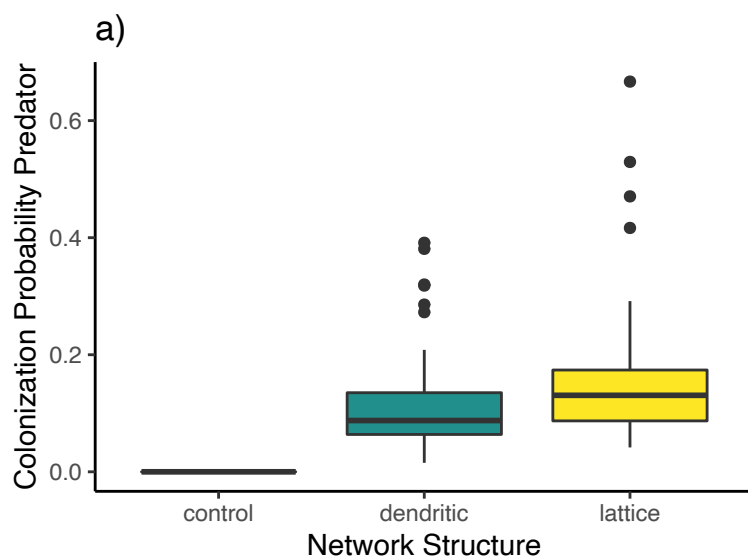 a)
Colonization Probability Predator
0.6
0.4
0.2
0.0
control
dendritic
lattice
Network Structure